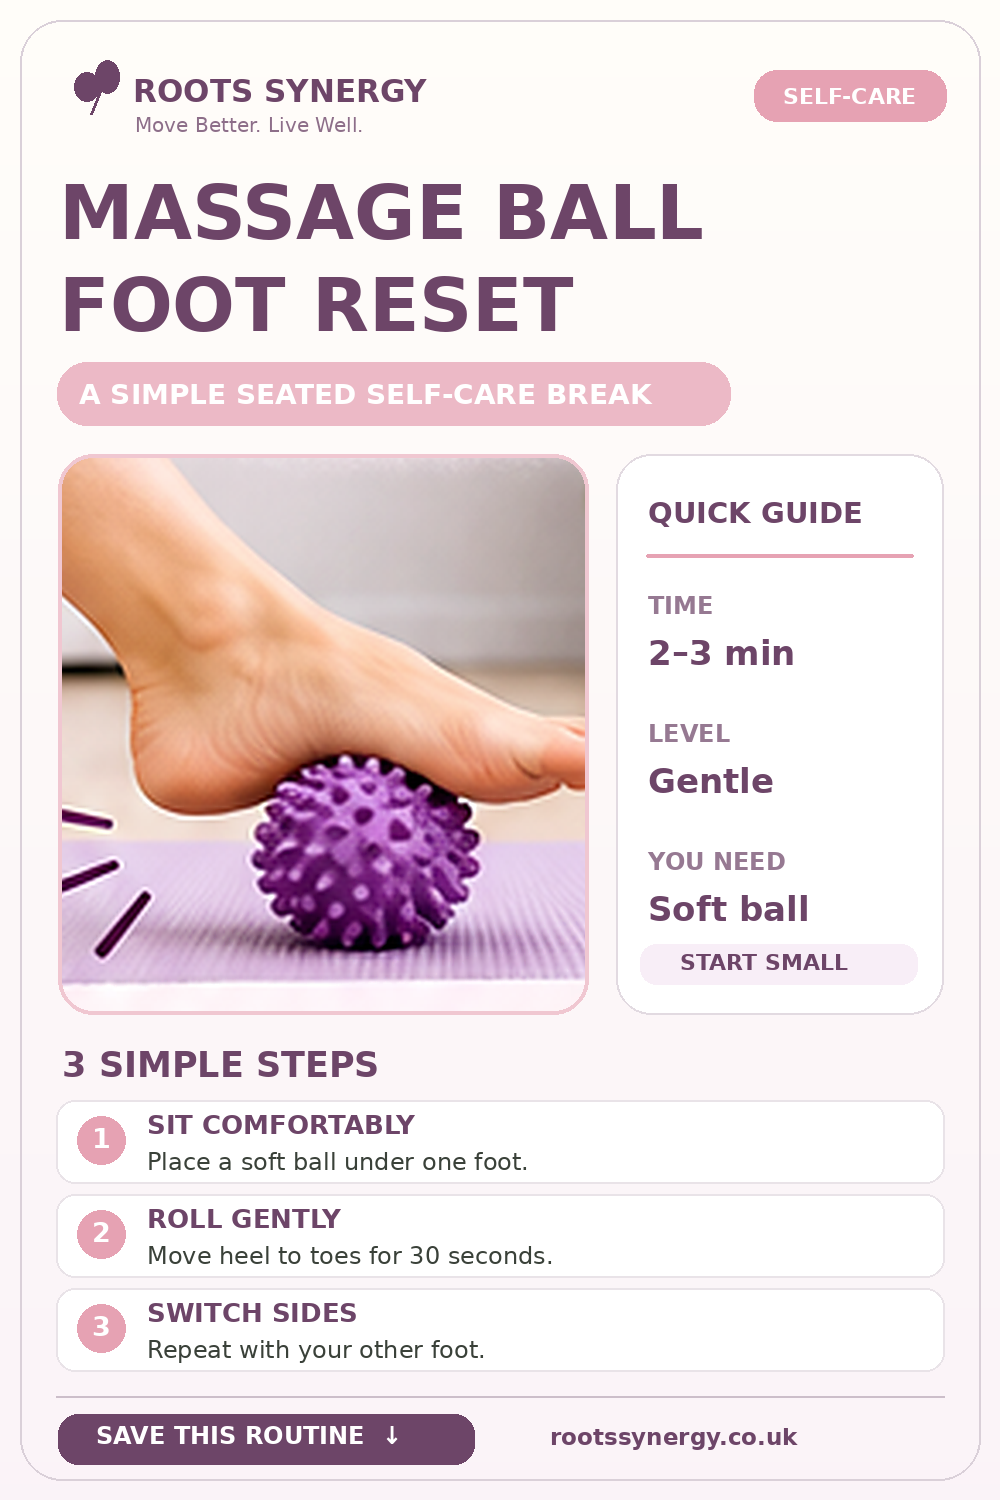 ROOTS SYNERGY
Move Better. Live Well.
SELF-CARE
MASSAGE BALL
FOOT RESET
A SIMPLE SEATED SELF-CARE BREAK
QUICK GUIDE
TIME
2–3 min
LEVEL
Gentle
YOU NEED
Soft ball
START SMALL
3 SIMPLE STEPS
1
SIT COMFORTABLY
Place a soft ball under one foot.
2
ROLL GENTLY
Move heel to toes for 30 seconds.
3
SWITCH SIDES
Repeat with your other foot.
SAVE THIS ROUTINE ↓
rootssynergy.co.uk